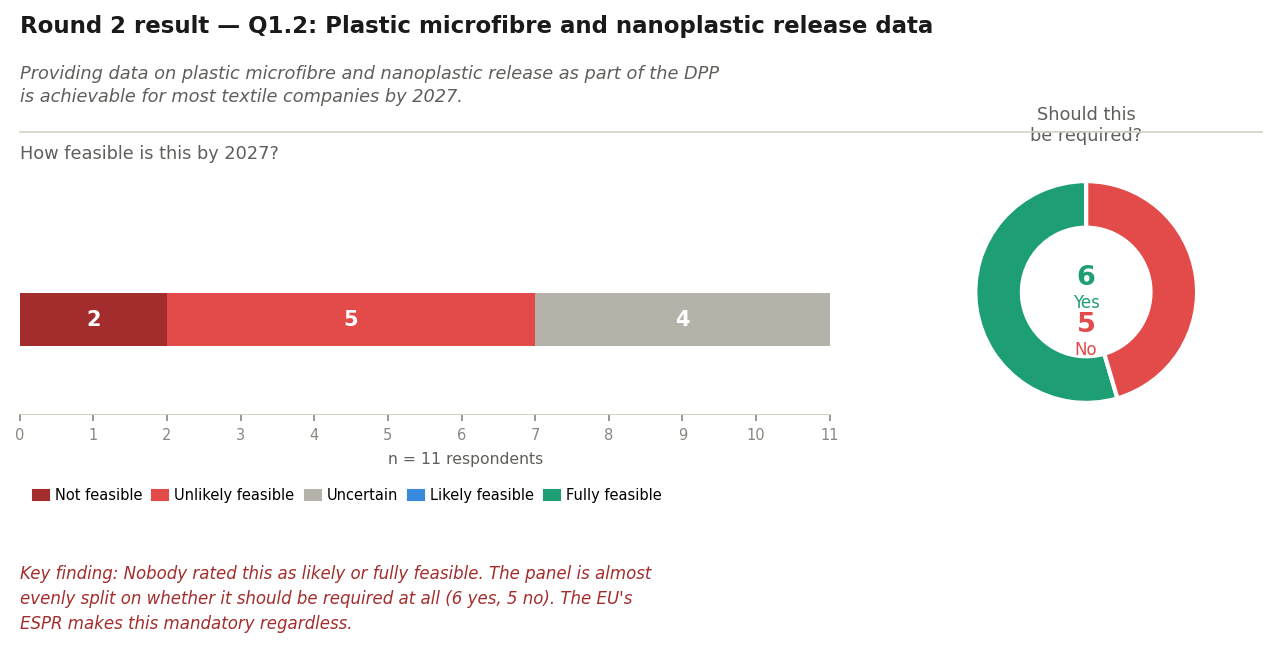 Round 2 result — Q1.2: Plastic microfibre and nanoplastic release data
Providing data on plastic microfibre and nanoplastic release as part of the DPP
is achievable for most textile companies by 2027.
How feasible is this by 2027?
2 5 4
0 1 2 3 4 5 6 7 8 9 10 11
n = 11 respondents
Not feasible Unlikely feasible Uncertain Likely feasible Fully feasible
Should this
be required?
6
Yes
5
No
Key finding: Nobody rated this as likely or fully feasible. The panel is almost
evenly split on whether it should be required at all (6 yes, 5 no). The EU's
ESPR makes this mandatory regardless.